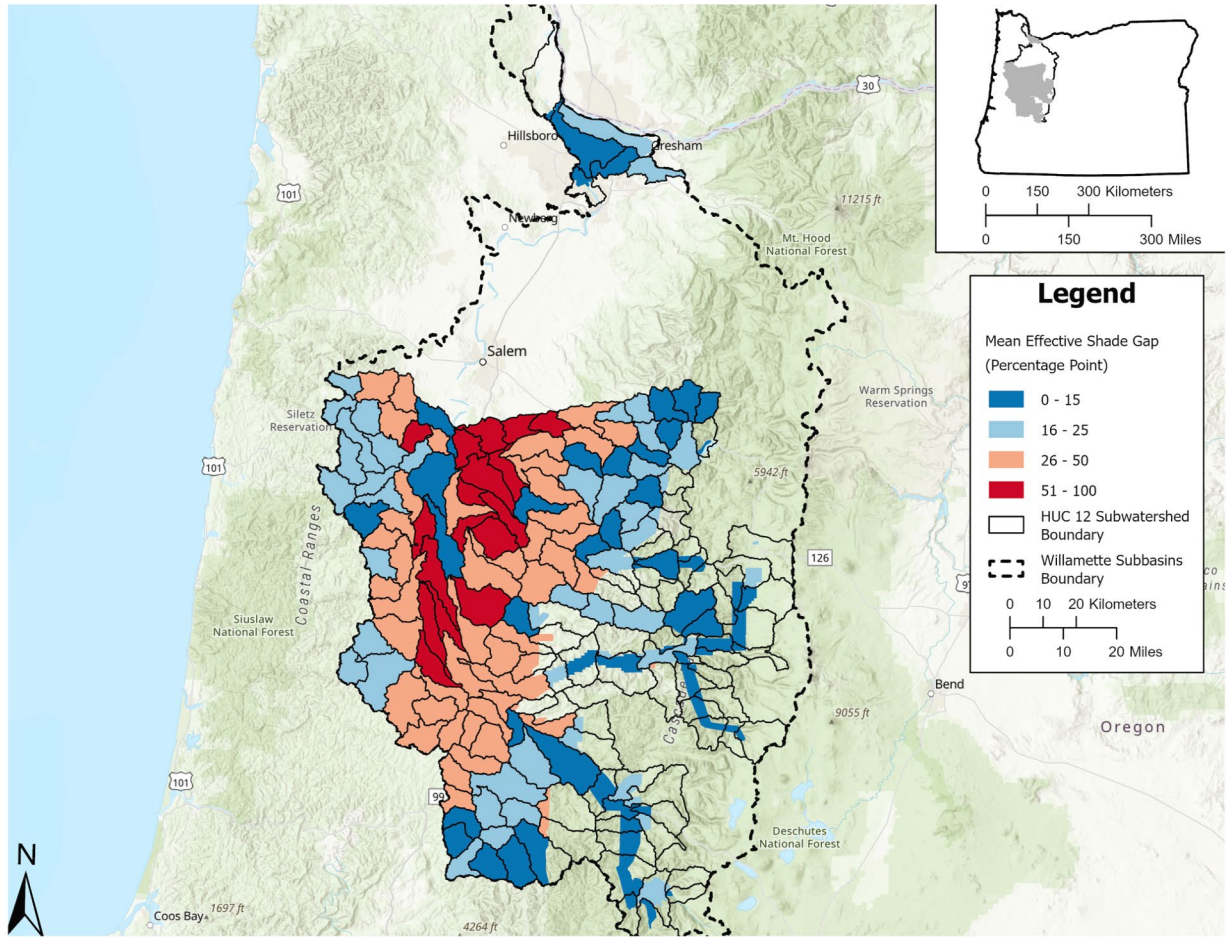 30
Hillsboro
Gresham
101
11215 ft
Newberg
Mt. Hood
National Forest
Salem
Siletz
Reservation
Warm Springs
Reservation
101
5942 ft
Coastal Ranges
126
Siuslaw
National Forest
Bend
9055 ft
Oregon
101
99
Deschutes
National Forest
N
Coos Bay
1697 ft
4264 ft
0 150 300 Kilometers
0 150 300 Miles
Legend
Mean Effective Shade Gap
(Percentage Point)
0 - 15
16 - 25
26 - 50
51 - 100
HUC 12 Subwatershed
Boundary
Willamette Subbasins
Boundary
0 10 20 Kilometers
0 10 20 Miles